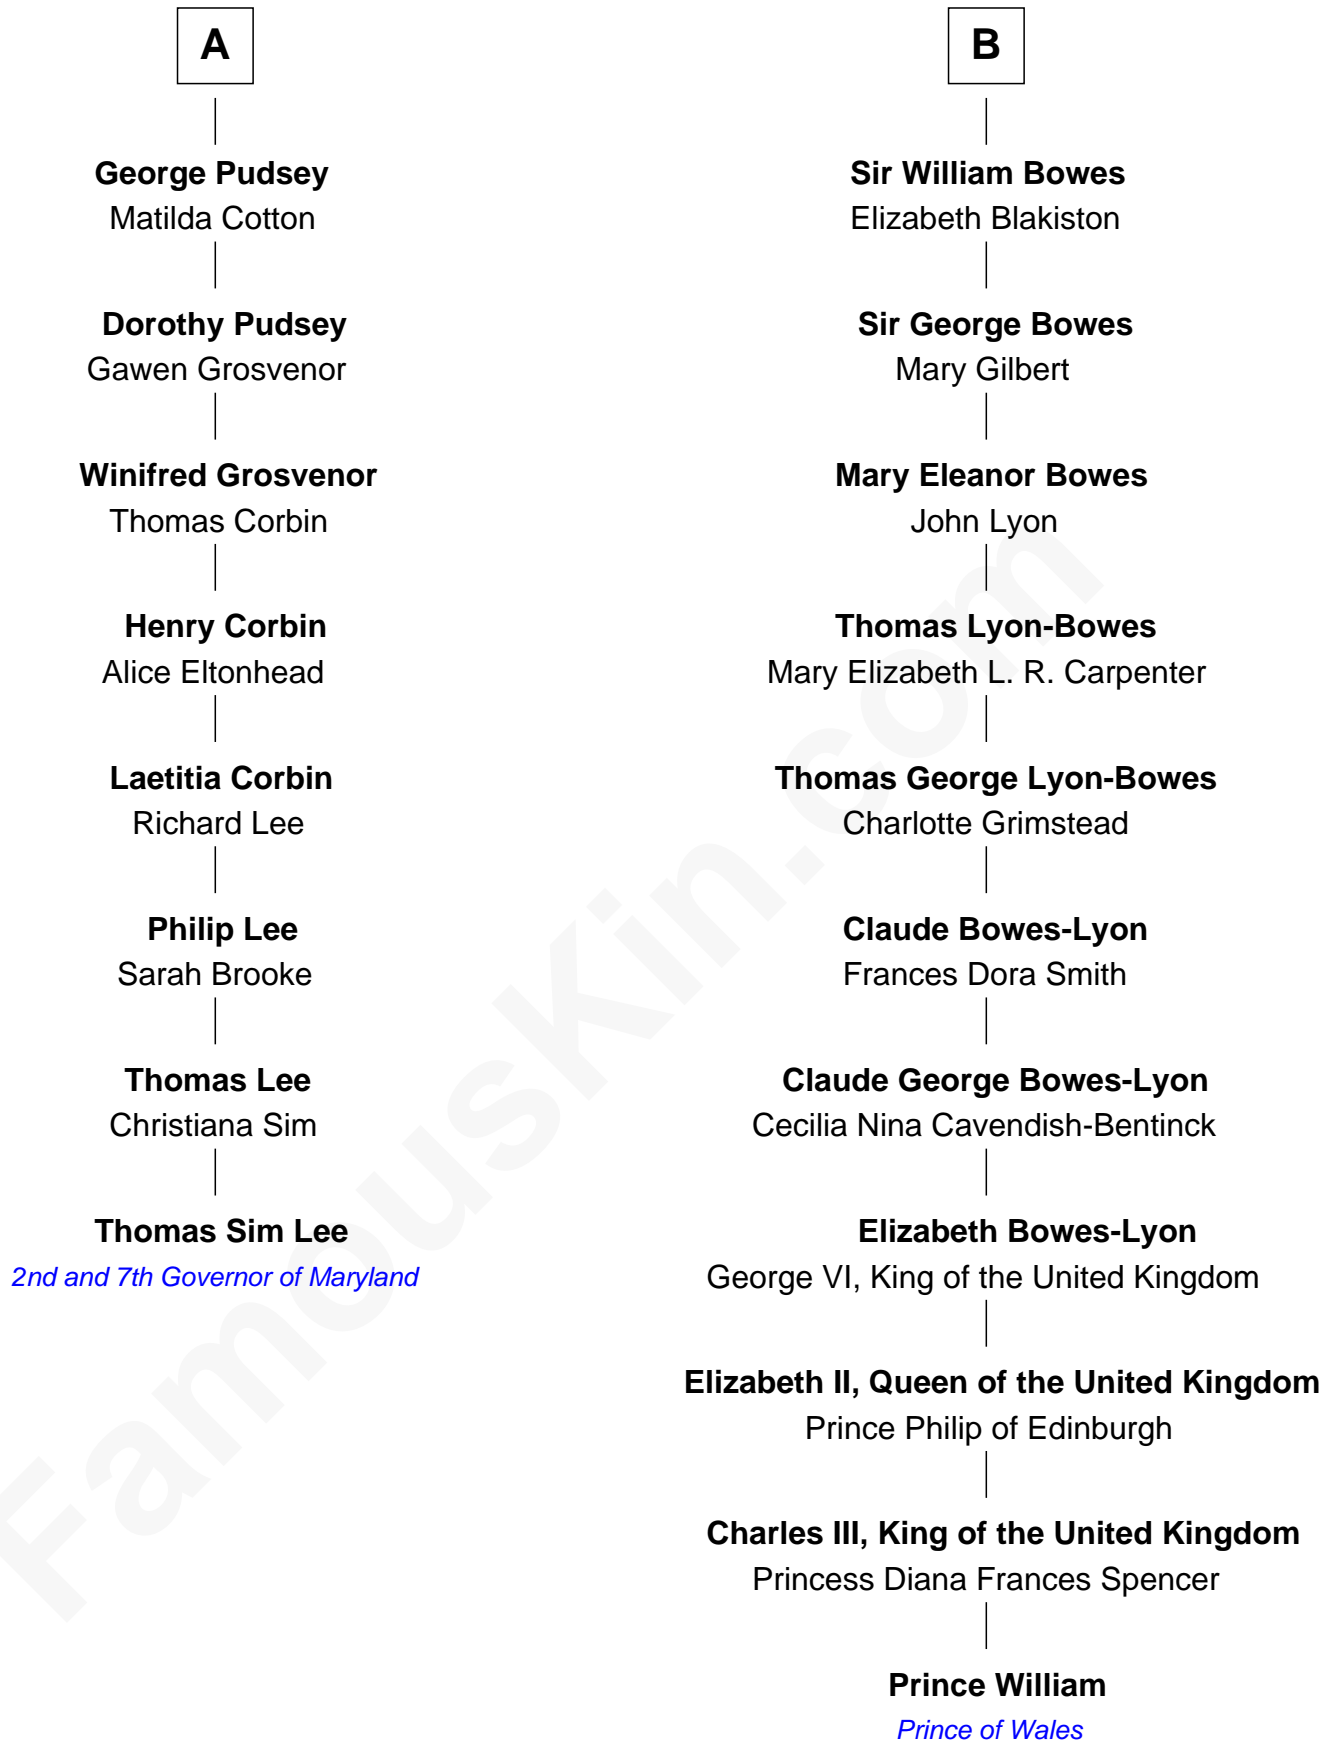 A
George Pudsey
Matilda Cotton
Dorothy Pudsey
Gawen Grosvenor
Winifred Grosvenor
Thomas Corbin
Henry Corbin
Alice Eltonhead
Laetitia Corbin
Richard Lee
Philip Lee
Sarah Brooke
Thomas Lee
Christiana Sim
Thomas Sim Lee
2nd and 7th Governor of Maryland
B
Sir William Bowes
Elizabeth Blakiston
Sir George Bowes
Mary Gilbert
Mary Eleanor Bowes
John Lyon
Thomas Lyon-Bowes
Mary Elizabeth L. R. Carpenter
Thomas George Lyon-Bowes
Charlotte Grimstead
Claude Bowes-Lyon
Frances Dora Smith
Claude George Bowes-Lyon
Cecilia Nina Cavendish-Bentinck
Elizabeth Bowes-Lyon
George VI, King of the United Kingdom
Elizabeth II, Queen of the United Kingdom
Prince Philip of Edinburgh
Charles III, King of the United Kingdom
Princess Diana Frances Spencer
Prince William
Prince of Wales
FamousKin.com